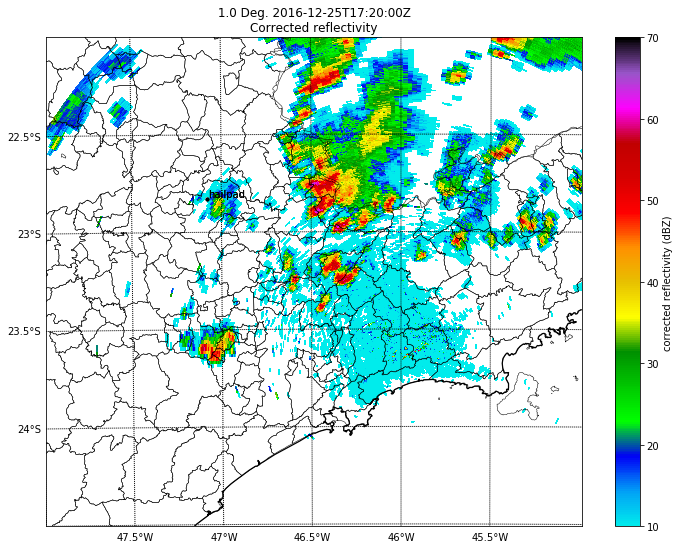 1.0 Deg. 2016-12-25T17:20:00Z
Corrected reflectivity
22.5°S
23°S
23.5°S
24°S
47.5°W
47°W
46.5°W
46°W
45.5°W
hailpad
70
60
50
40
30
20
10
corrected reflectivity (dBZ)